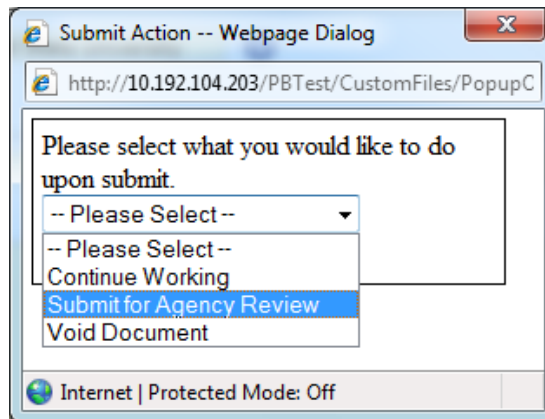 Submit Action -- Webpage Dialog
http://10.192.104.203/PBTest/CustomFiles/PopupC
Please select what you would like to do
upon submit.
-- Please Select --
-- Please Select --
Continue Working
Submit for Agency Review
Void Document
Internet | Protected Mode: Off